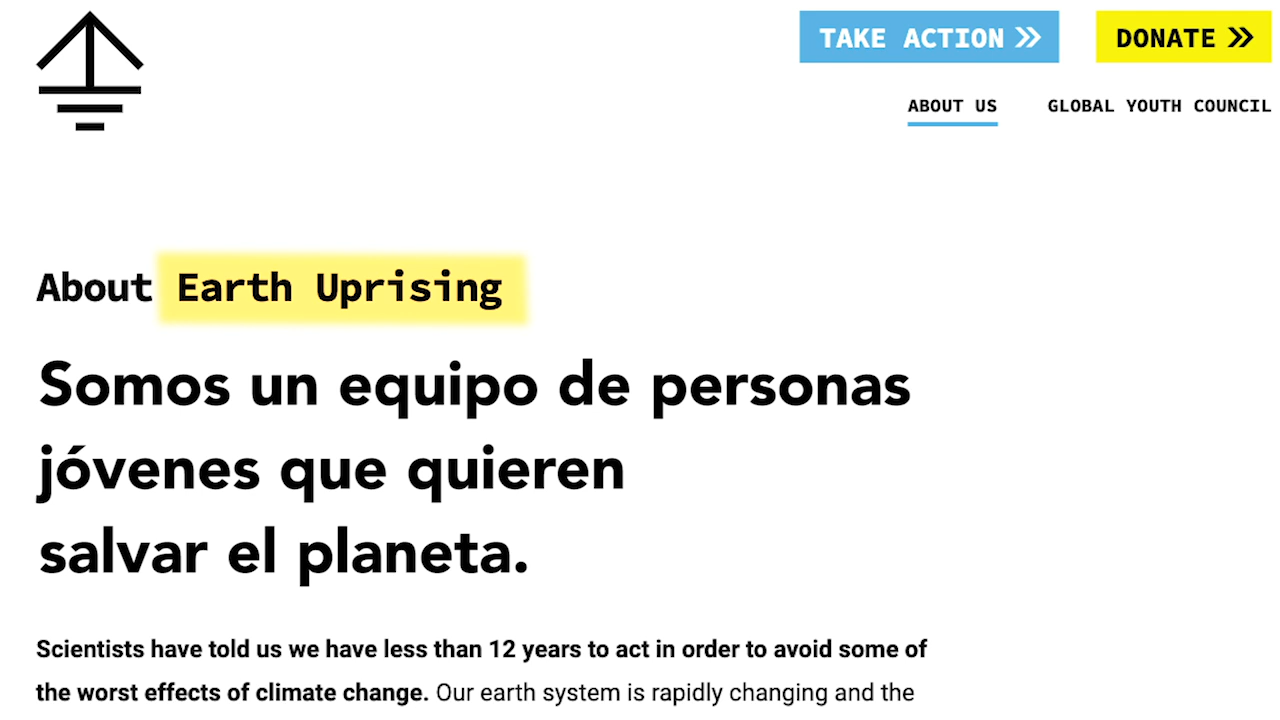 TAKE ACTION »
DONATE »
ABOUT US
GLOBAL YOUTH COUNCIL
About Earth Uprising
Somos un equipo de personas
jóvenes que quieren
salvar el planeta.
Scientists have told us we have less than 12 years to act in order to avoid some of
the worst effects of climate change. Our earth system is rapidly changing and the